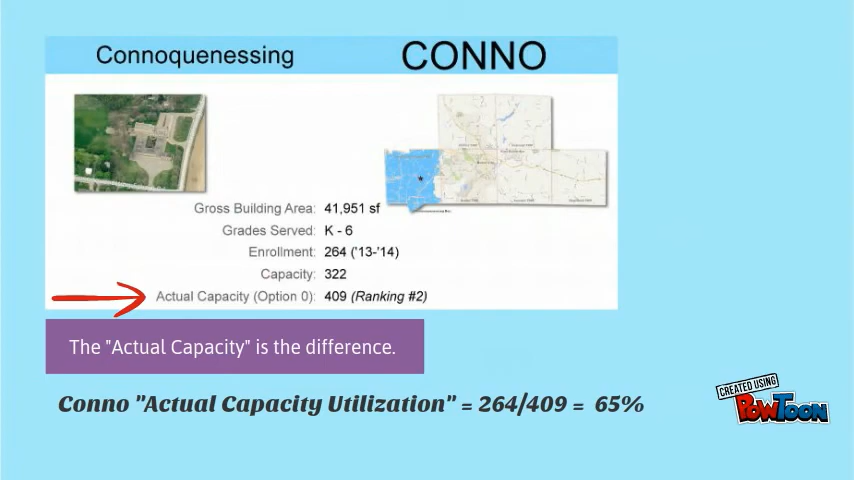 Connoquenessing
CONNO
Gross Building Area: 41,951 sf
Grades Served: K - 6
Enrollment: 264 ('13-'14)
Capacity: 322
Actual Capacity (Option 0): 409 (Ranking #2)
The "Actual Capacity" is the difference.
Conno "Actual Capacity Utilization" = 264/409 = 65%
CREATED USING
POWTOON